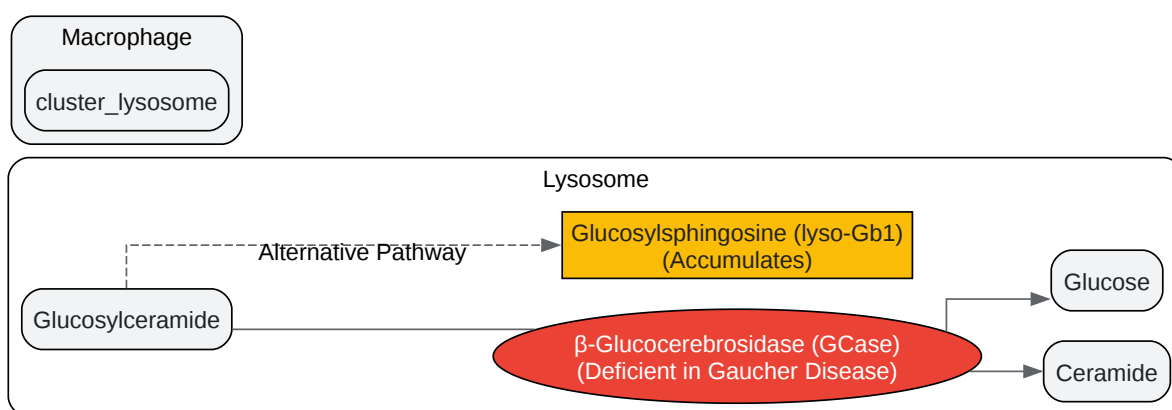 Macrophage
cluster_lysosome
Lysosome
Glucosylsphingosine (lyso-Gb1)
(Accumulates)
Alternative Pathway
Glucose
Glucosylceramide
β-Glucocerebrosidase (GCase)
(Deficient in Gaucher Disease)
Ceramide